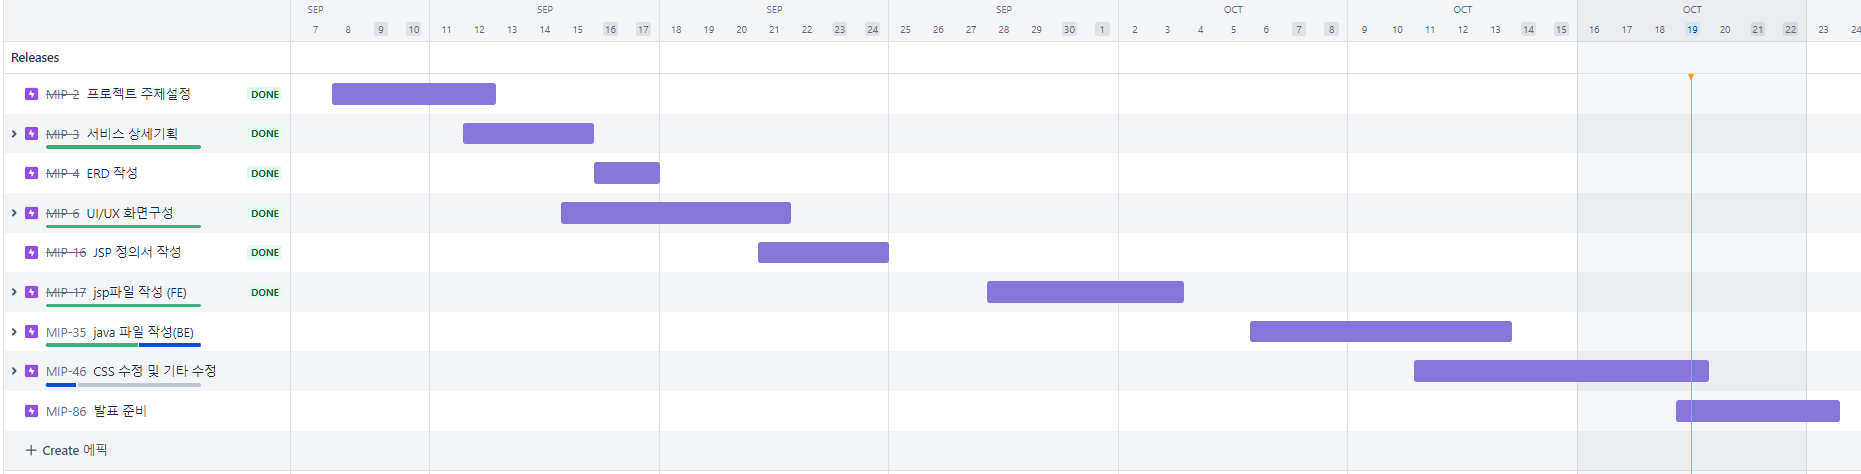 SEP SEP SEP SEP OCT OCT OCT
7 8 9 10 11 12 13 14 15 16 17 18 19 20 21 22 23 24 25 26 27 28 29 30 1 2 3 4 5 6 7 8 9 10 11 12 13 14 15 16 17 18 19 20 21 22 23 24
Releases
MIP-2 프로젝트 주제설정 DONE
MIP-3 서비스 상세기획 DONE
MIP-4 ERD 작성 DONE
MIP-6 UI/UX 화면구성 DONE
MIP-16 JSP 정의서 작성 DONE
MIP-17 jsp파일 작성 (FE) DONE
MIP-35 java 파일 작성(BE)
MIP-46 CSS 수정 및 기타 수정
MIP-86 발표 준비
+ Create 에픽